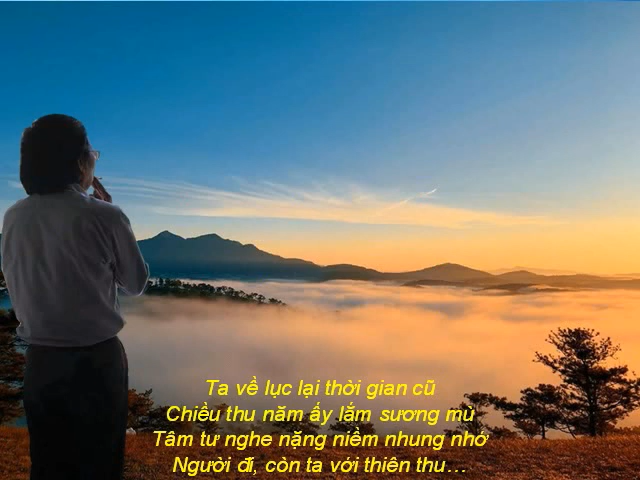 Ta về lục lại thời gian cũ
Chiều thu năm ấy lắm sương mù
Tâm tư nghe nặng niềm nhung nhớ
Người đi, còn ta với thiên thu…